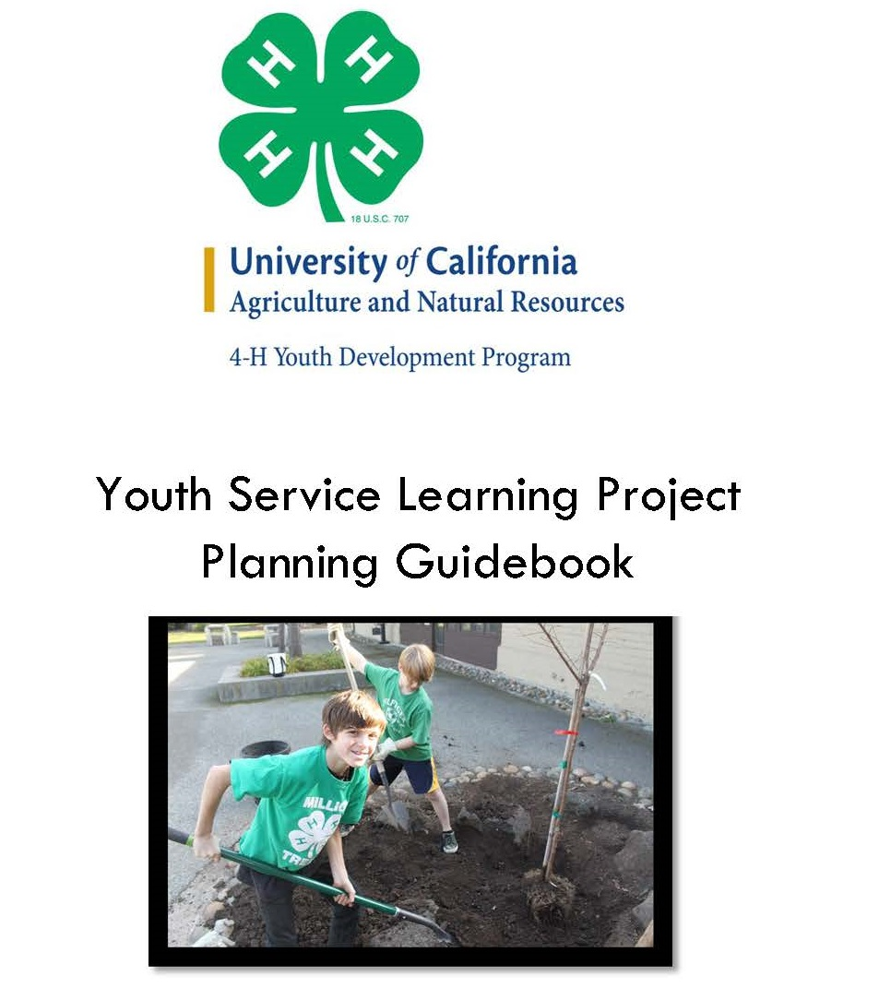 H H
H H
18 U.S.C. 707
University of California
Agriculture and Natural Resources
4-H Youth Development Program
Youth Service Learning Project
Planning Guidebook
H
H